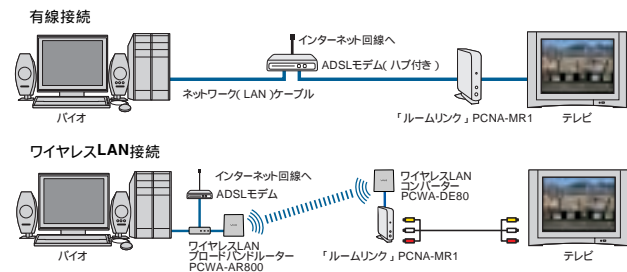 有線接続
インターネット回線へ
ADSLモデム(ハブ付き)
ネットワーク(LAN)ケーブル
バイオ
「ルームリンク」PCNA-MR1
テレビ
ワイヤレスLAN接続
インターネット回線へ
ADSLモデム
ワイヤレスLAN
コンバーター
PCWA-DE80
バイオ
ワイヤレスLAN
ブロードバンドルーター
PCWA-AR800
「ルームリンク」PCNA-MR1
テレビ